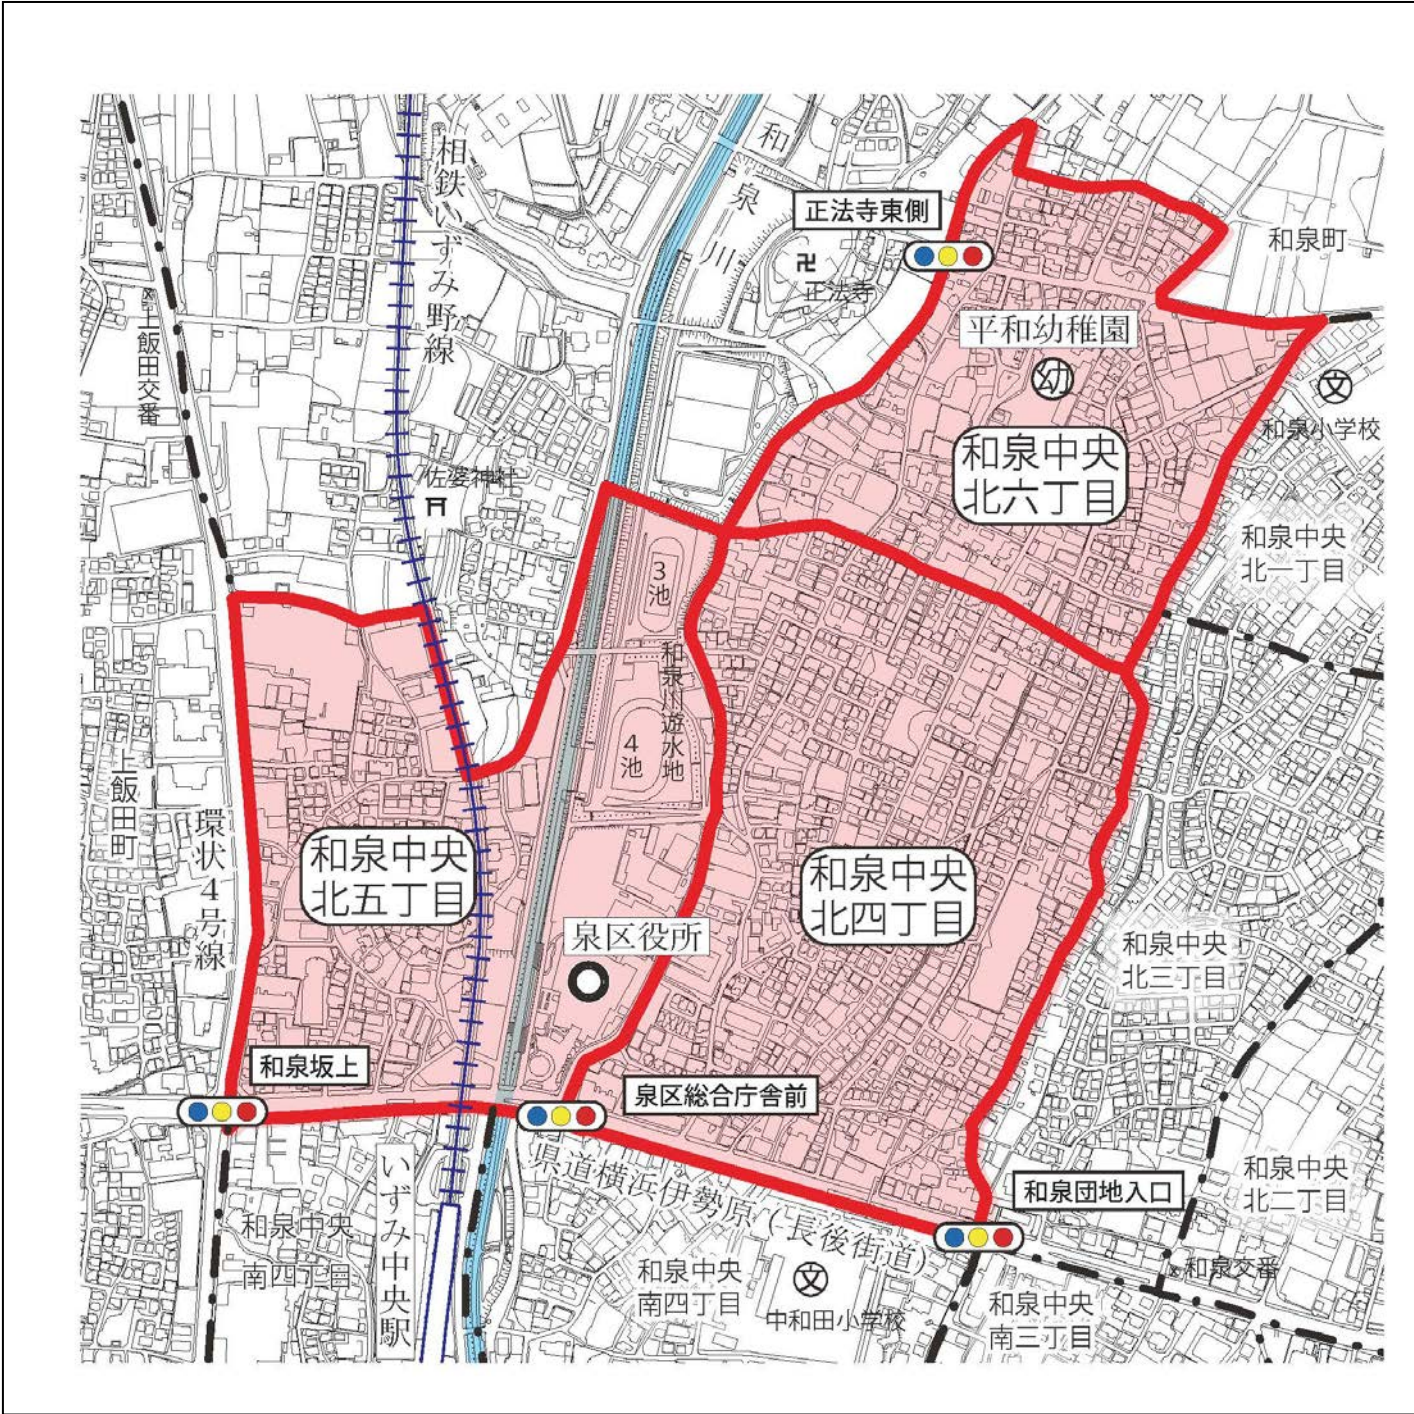 和泉川
相鉄いずみ野線
正法寺東側
卍
正法寺
和泉町
上飯田交番
平和幼稚園
幼
文
和泉小学校
和泉中央
北六丁目
佐婆神社
和泉中央
北一丁目
3池
和泉川遊水地
4池
上飯田町
環状4号線
和泉中央
北五丁目
和泉中央
北四丁目
泉区役所
和泉中央
北三丁目
和泉坂上
泉区総合庁舎前
県道横浜伊勢原(長後街道)
和泉団地入口
和泉中央
北二丁目
いずみ中央駅
和泉中央
南四丁目
和泉中央
南四丁目
文
中和田小学校
和泉交番
和泉中央
南三丁目